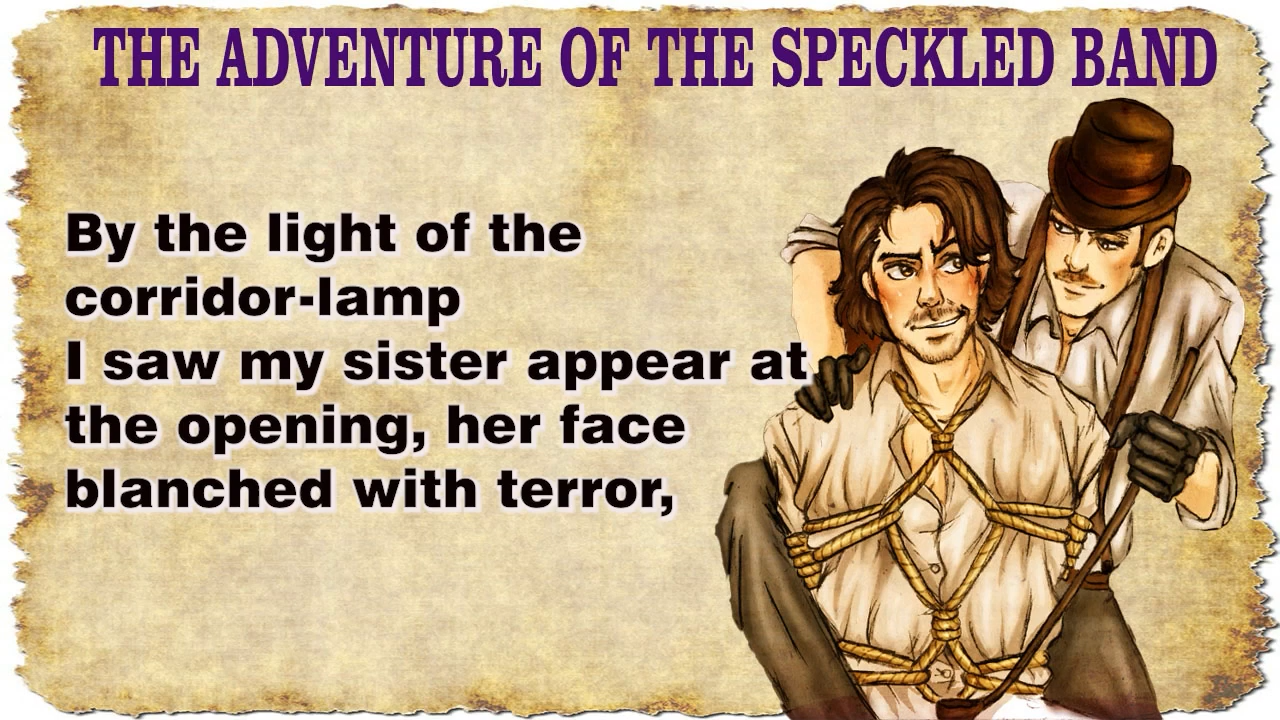 THE ADVENTURE OF THE SPECKLED BAND
By the light of the
corridor-lamp
I saw my sister appear at
the opening, her face
blanched with terror,